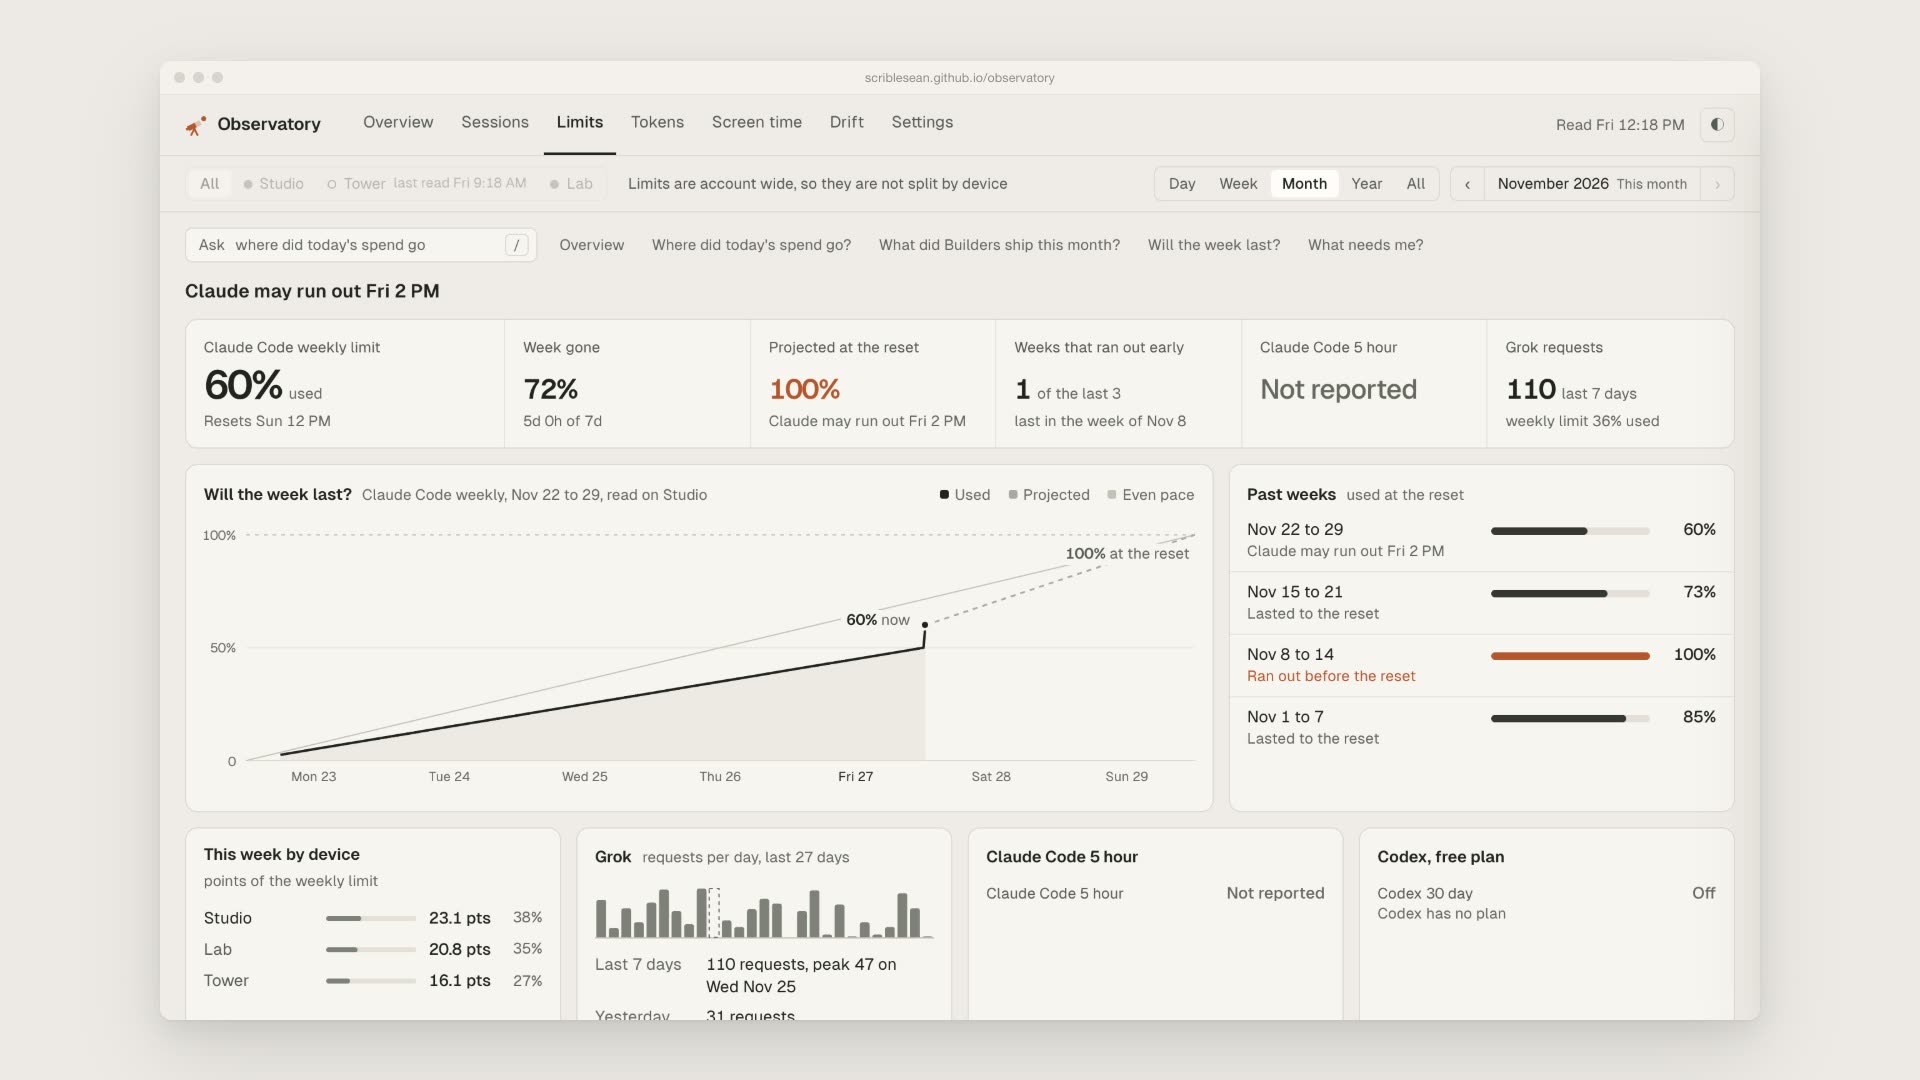 scriblesean.github.io/observatory
Observatory
Overview
Sessions
Limits
Tokens
Screen time
Drift
Settings
Read Fri 12:18 PM
All
Studio
Tower last read Fri 9:18 AM
Lab
Limits are account wide, so they are not split by device
Day
Week
Month
Year
All
‹
November 2026 This month
›
Ask where did today's spend go /
Overview
Where did today's spend go?
What did Builders ship this month?
Will the week last?
What needs me?
Claude may run out Fri 2 PM
Claude Code weekly limit
60% used
Resets Sun 12 PM
Week gone
72%
5d 0h of 7d
Projected at the reset
100%
Claude may run out Fri 2 PM
Weeks that ran out early
1 of the last 3
last in the week of Nov 8
Claude Code 5 hour
Not reported
Grok requests
110 last 7 days
weekly limit 36% used
Will the week last? Claude Code weekly, Nov 22 to 29, read on Studio
Used
Projected
Even pace
100%
100% at the reset
60% now
50%
0
Mon 23
Tue 24
Wed 25
Thu 26
Fri 27
Sat 28
Sun 29
Past weeks used at the reset
Nov 22 to 29
60%
Claude may run out Fri 2 PM
Nov 15 to 21
73%
Lasted to the reset
Nov 8 to 14
100%
Ran out before the reset
Nov 1 to 7
85%
Lasted to the reset
This week by device
points of the weekly limit
Studio 23.1 pts 38%
Lab 20.8 pts 35%
Tower 16.1 pts 27%
Grok requests per day, last 27 days
Last 7 days 110 requests, peak 47 on
Wed Nov 25
Yesterday 31 requests
Claude Code 5 hour
Claude Code 5 hour Not reported
Codex, free plan
Codex 30 day Off
Codex has no plan